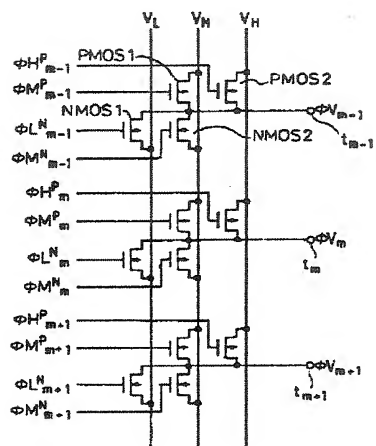 V_L V_M V_H
ΦH^P_m-1
PMOS1
ΦM^P_m-1
PMOS2
NMOS1
ΦV_m-1
ΦL^N_m-1
NMOS2
t_m-1
ΦM^N_m-1
ΦH^P_m
ΦM^P_m
ΦV_m
ΦL^N_m
t_m
ΦM^N_m
ΦH^P_m+1
ΦM^P_m+1
ΦV_m+1
ΦL^N_m+1
t_m+1
ΦM^N_m+1